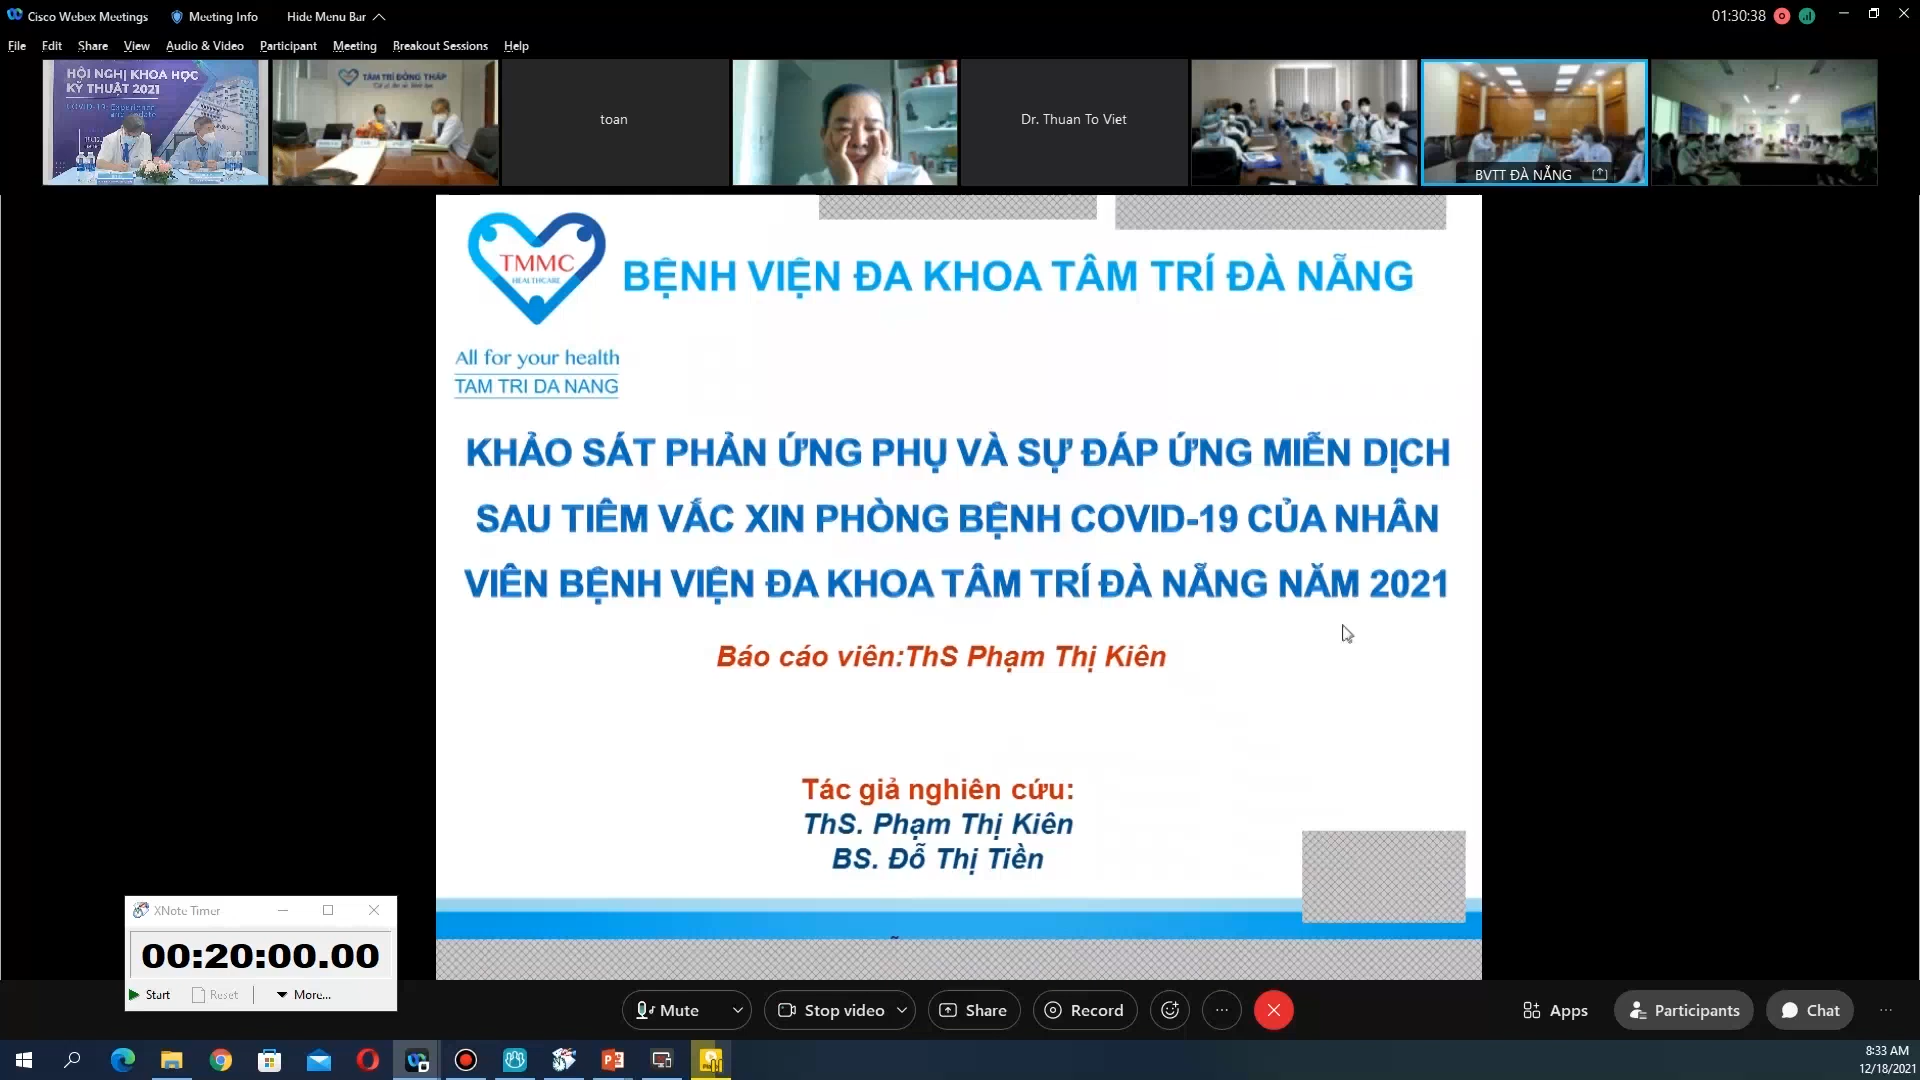 Cisco Webex Meetings
Meeting Info
Hide Menu Bar
01:30:38
File Edit Share View Audio & Video Participant Meeting Breakout Sessions Help
HỘI NGHỊ KHOA HỌC
KỸ THUẬT 2021
TÂM TRÍ ĐỒNG THÁP
toan
Dr. Thuan To Viet
BVTT ĐÀ NẴNG
TMMC
HEALTHCARE
BỆNH VIỆN ĐA KHOA TÂM TRÍ ĐÀ NẴNG
All for your health
TAM TRI DA NANG
KHẢO SÁT PHẢN ỨNG PHỤ VÀ SỰ ĐÁP ỨNG MIỄN DỊCH
SAU TIÊM VẮC XIN PHÒNG BỆNH COVID-19 CỦA NHÂN
VIÊN BỆNH VIỆN ĐA KHOA TÂM TRÍ ĐÀ NẴNG NĂM 2021
Báo cáo viên:ThS Phạm Thị Kiên
Tác giả nghiên cứu:
ThS. Phạm Thị Kiên
BS. Đỗ Thị Tiền
XNote Timer
00:20:00.00
Start Reset More...
Mute Stop video Share Record Apps Participants Chat
8:33 AM
12/18/2021